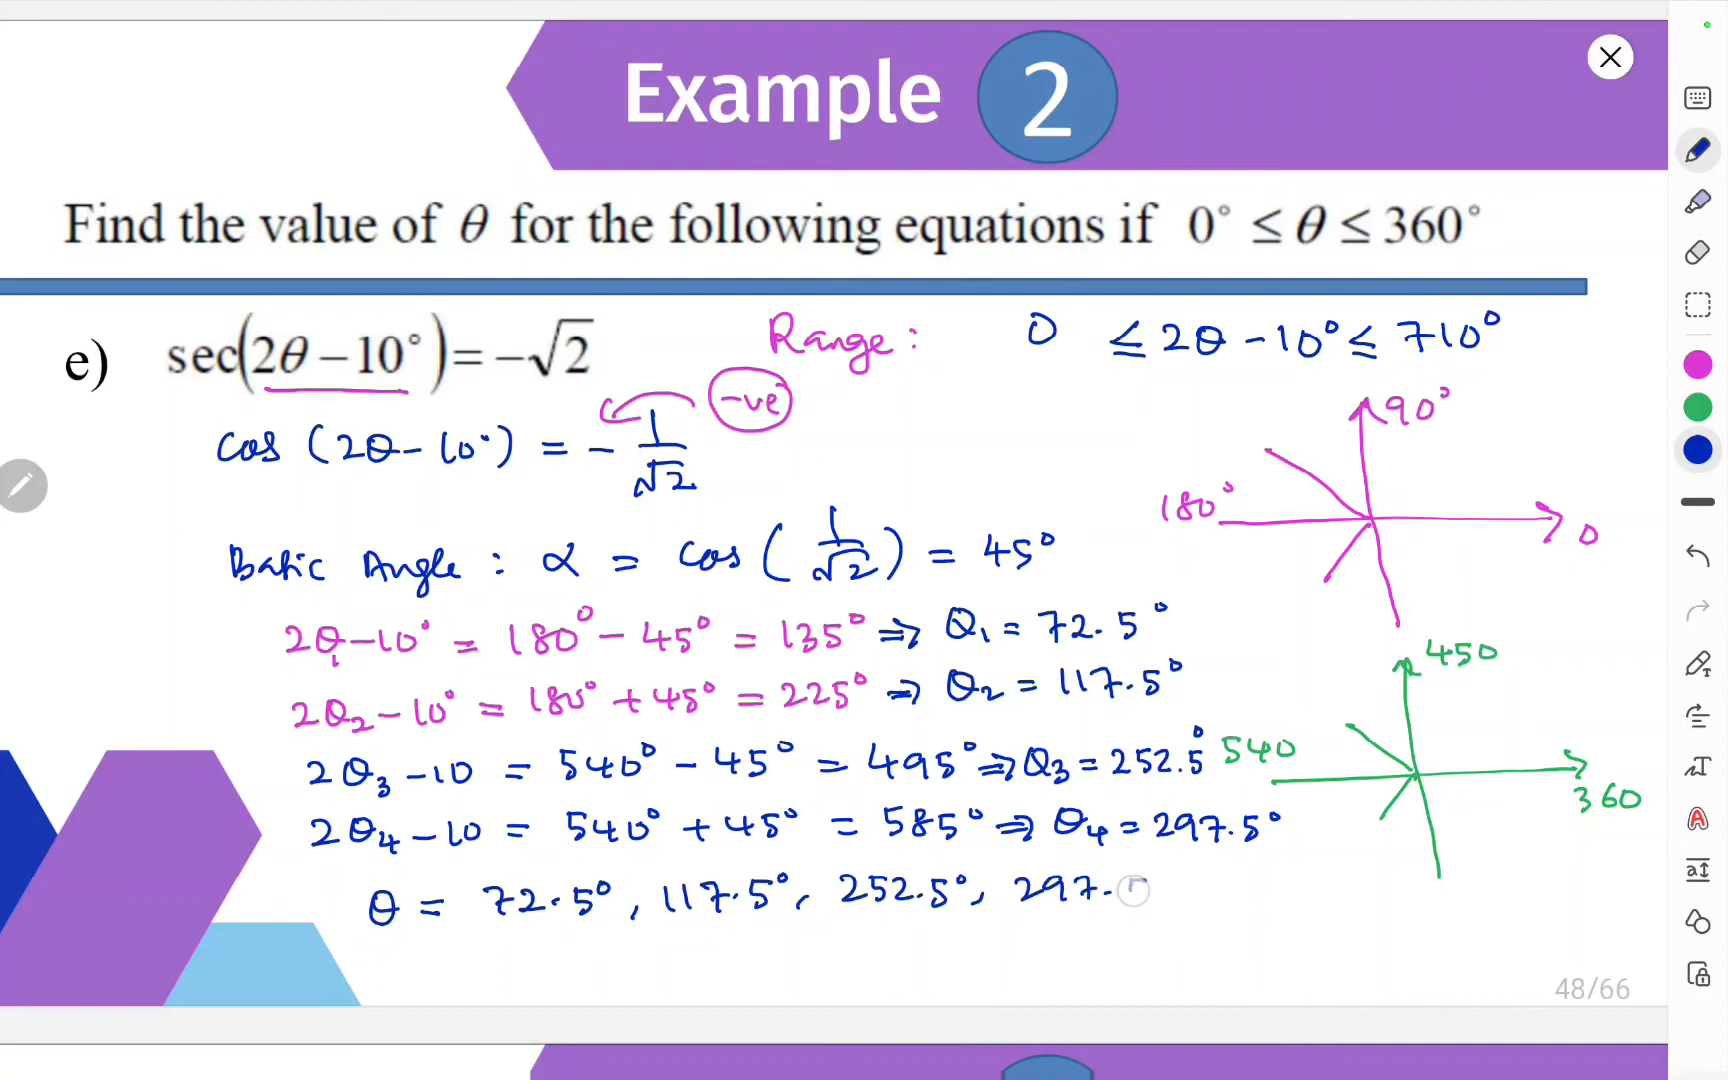 Example 2
Find the value of θ for the following equations if 0° ≤ θ ≤ 360°
e) sec(2θ − 10°) = −√2
Range : 0 ≤ 2θ - 10° ≤ 710°
-ve
cos (2θ - 10°) = - 1/√2
90°
180°
0
Basic Angle : α = cos (1/√2) = 45°
2θ₁ - 10° = 180° - 45° = 135° ⇒ θ₁ = 72.5°
2θ₂ - 10° = 180° + 45° = 225° ⇒ θ₂ = 117.5°
450
540
360
2θ₃ - 10 = 540° - 45° = 495° ⇒ θ₃ = 252.5°
2θ₄ - 10 = 540° + 45° = 585° ⇒ θ₄ = 297.5°
θ = 72.5°, 117.5°, 252.5°, 297.
48/66